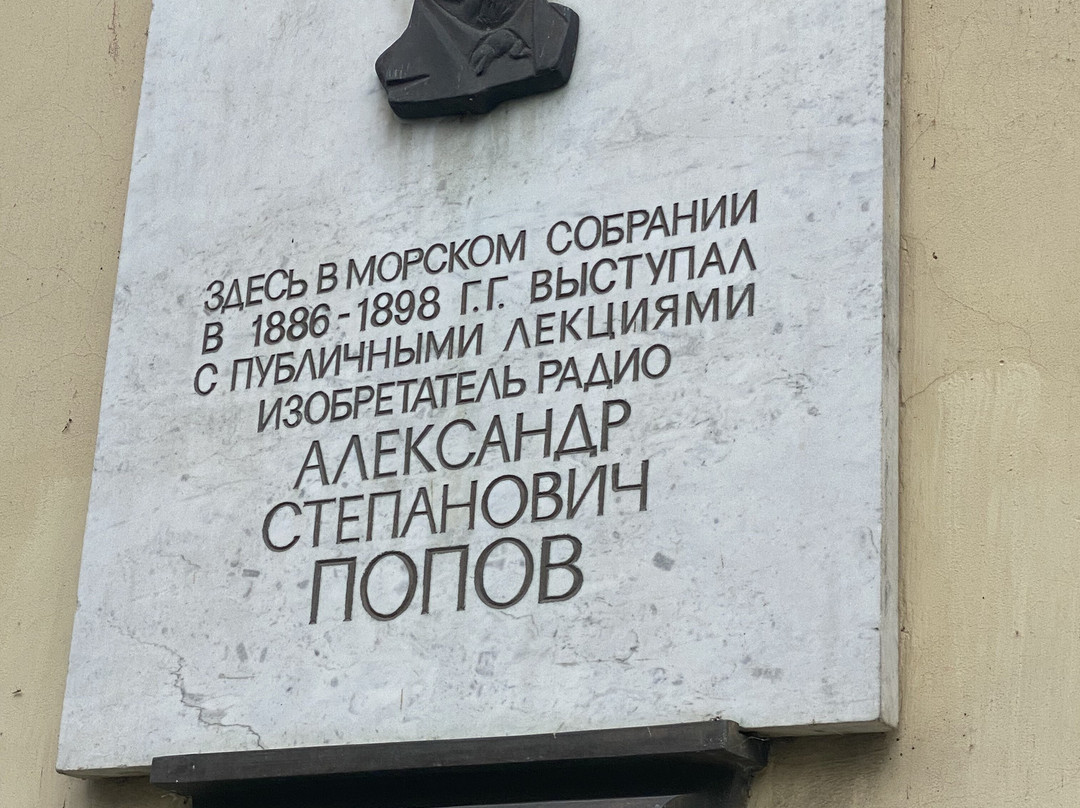 ЗДЕСЬ В МОРСКОМ СОБРАНИИ
В 1886-1898 Г.Г. ВЫСТУПАЛ
С ПУБЛИЧНЫМИ ЛЕКЦИЯМИ
ИЗОБРЕТАТЕЛЬ РАДИО
АЛЕКСАНДР
СТЕПАНОВИЧ
ПОПОВ